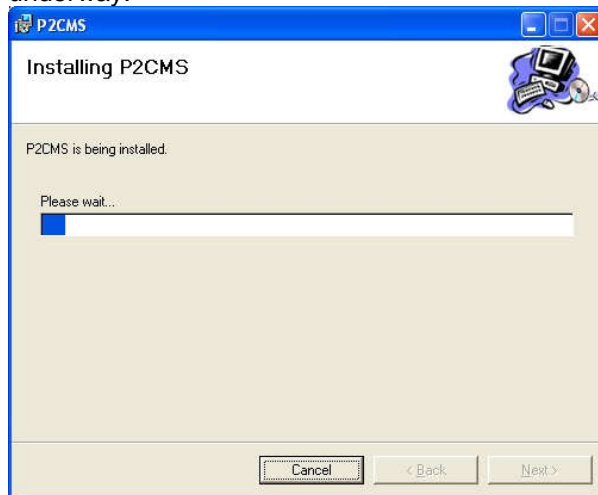 underway.
P2CMS
Installing P2CMS
P2CMS is being installed.
Please wait...
Cancel
< Back
Next >